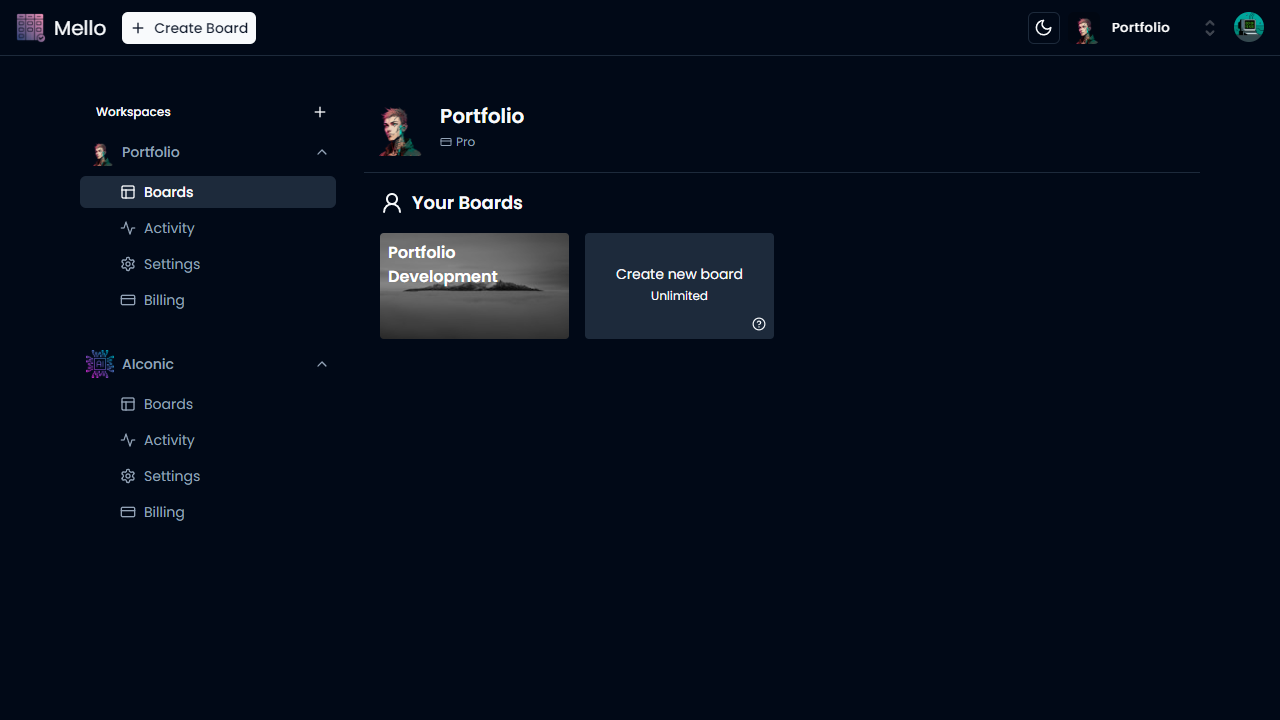 Mello
Create Board
Portfolio
Workspaces
Portfolio
Boards
Activity
Settings
Billing
AIconic
Boards
Activity
Settings
Billing
Portfolio
Pro
Your Boards
Portfolio
Development
Create new board
Unlimited